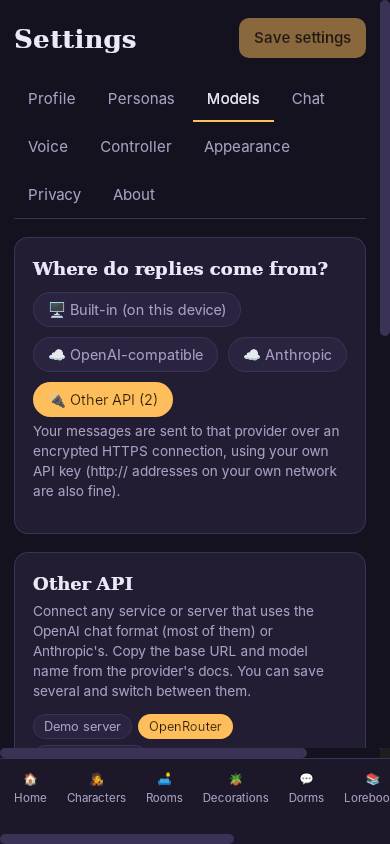 Settings
Save settings
Profile Personas Models Chat
Voice Controller Appearance
Privacy About
Where do replies come from?
Built-in (on this device)
OpenAI-compatible
Anthropic
Other API (2)
Your messages are sent to that provider over an
encrypted HTTPS connection, using your own
API key (http:// addresses on your own network
are also fine).
Other API
Connect any service or server that uses the
OpenAI chat format (most of them) or
Anthropic's. Copy the base URL and model
name from the provider's docs. You can save
several and switch between them.
Demo server
OpenRouter
Home Characters Rooms Decorations Dorms Loreboo